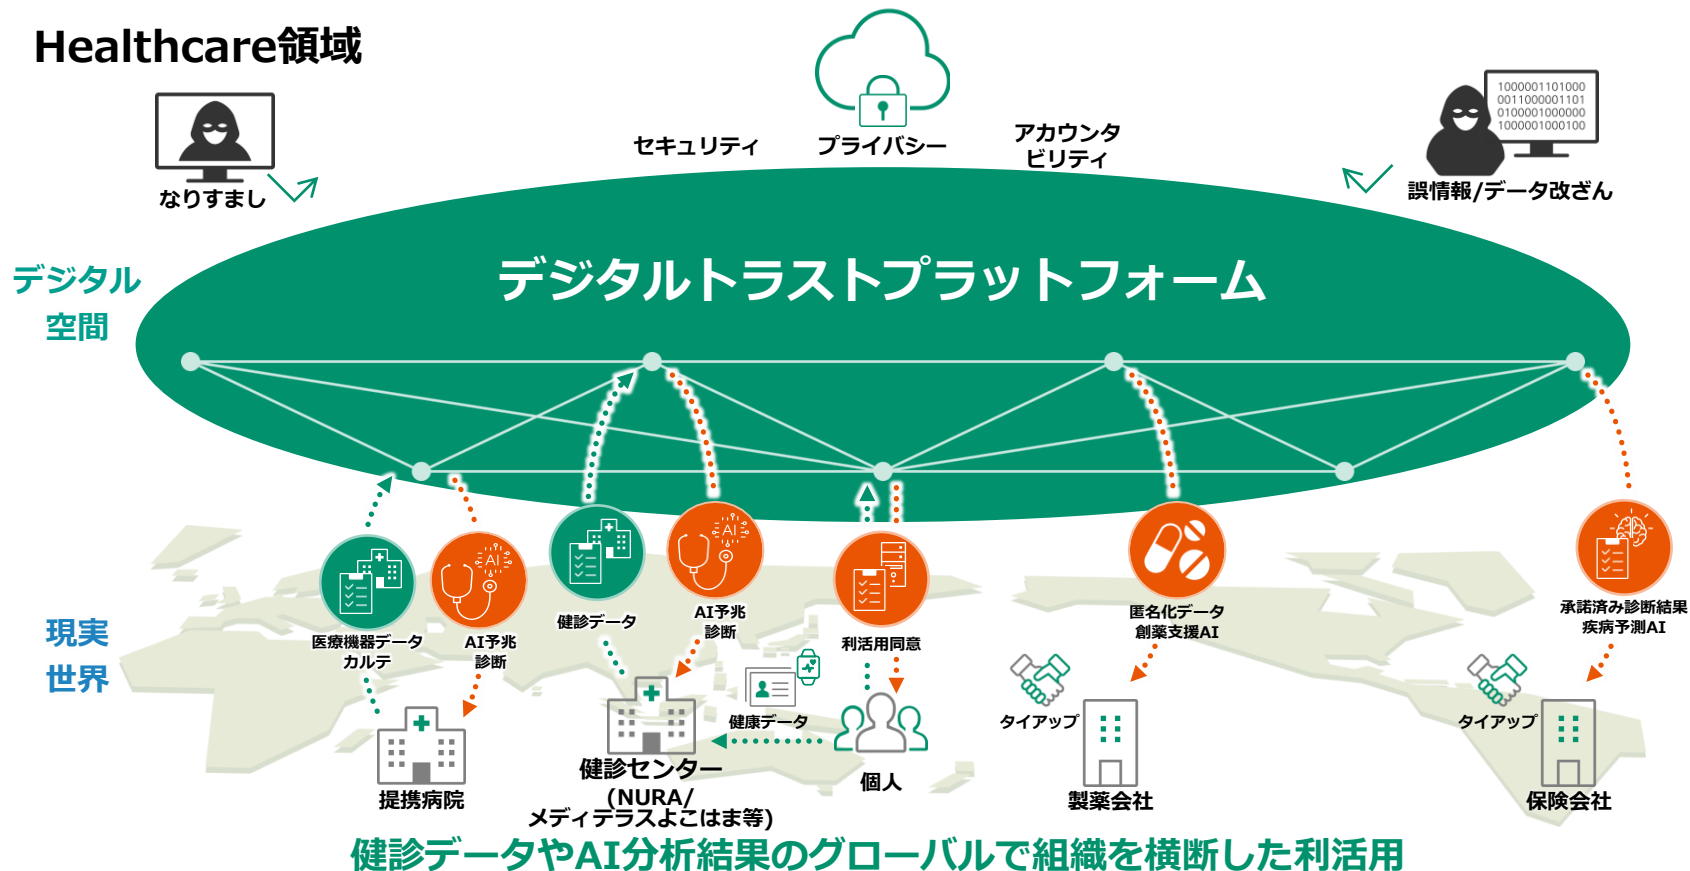 Healthcare領域
1000001101000
0011000001101
0100001000000
1000001000100
セキュリティ
プライバシー
アカウンタ
ビリティ
なりすまし
誤情報/データ改ざん
デジタル
空間
デジタルトラストプラットフォーム
現実
世界
医療機器データ
カルテ
AI
AI予兆
診断
健診データ
AI
AI予兆
診断
利活用同意
匿名化データ
創薬支援AI
承諾済み診断結果
疾病予測AI
健康データ
タイアップ
タイアップ
提携病院
健診センター
(NURA/
メディテラスよこはま等)
個人
製薬会社
保険会社
健診データやAI分析結果のグローバルで組織を横断した利活用